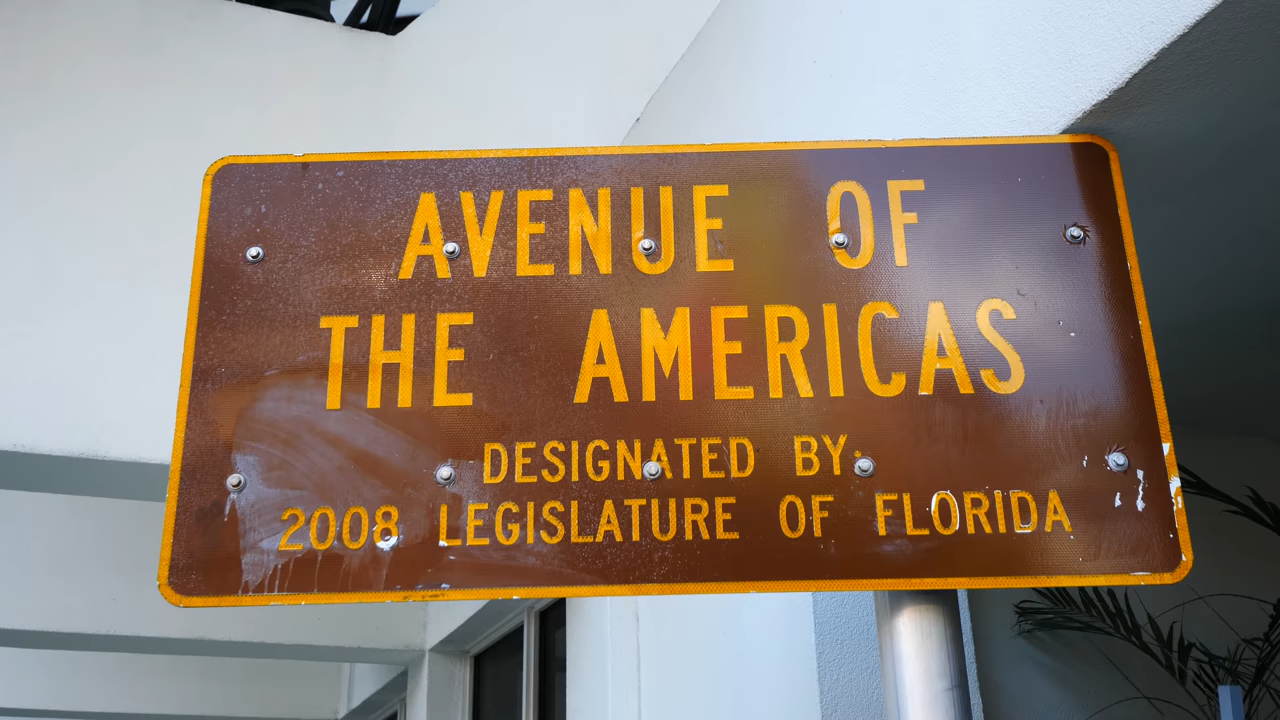 AVENUE OF
THE AMERICAS
DESIGNATED BY:
2008 LEGISLATURE OF FLORIDA